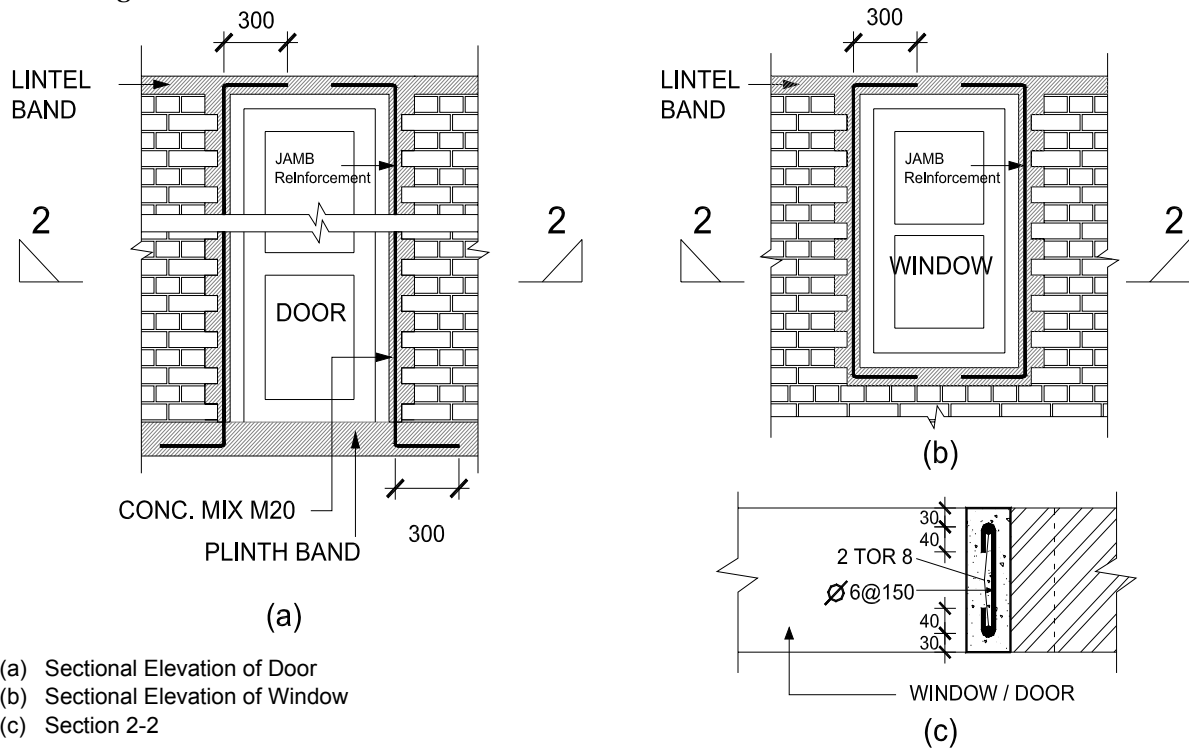 300
LINTEL
BAND
JAMB
Reinforcement
2
2
DOOR
CONC. MIX M20
PLINTH BAND
300
(a)
300
LINTEL
BAND
JAMB
Reinforcement
2
2
WINDOW
(b)
30
40
2 TOR 8
Ø 6@150
40
30
WINDOW / DOOR
(c)
(a) Sectional Elevation of Door
(b) Sectional Elevation of Window
(c) Section 2-2